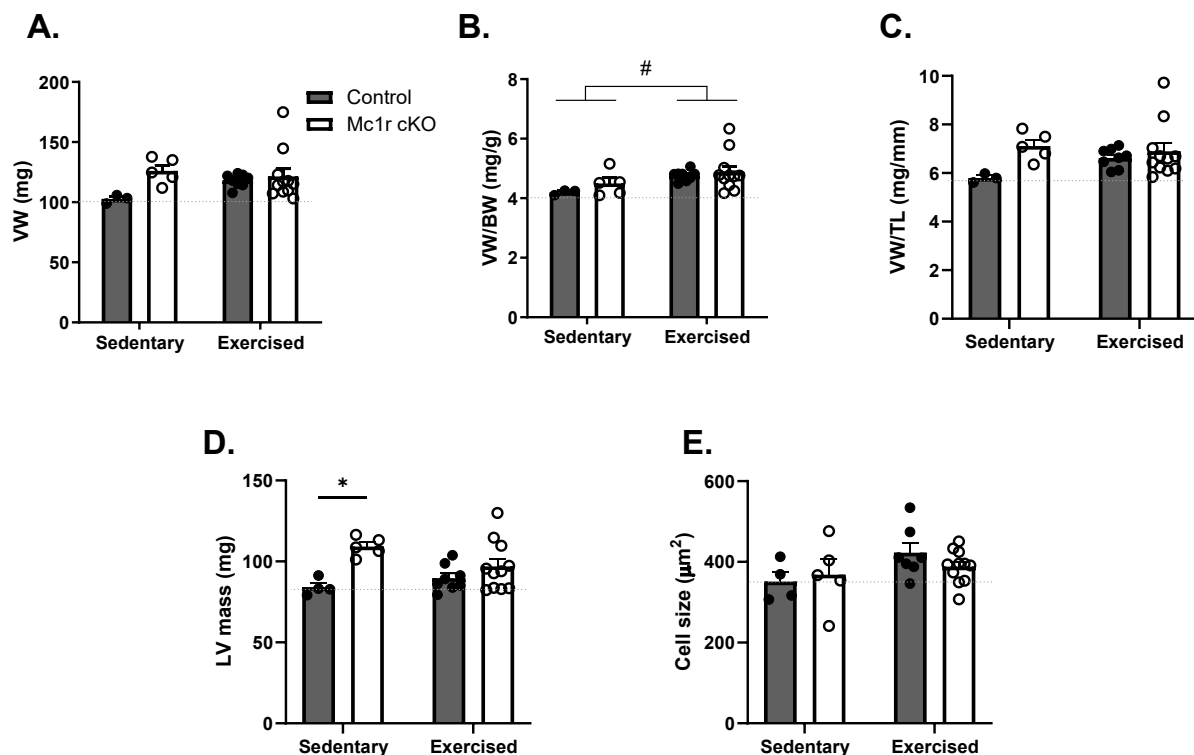 A.
VW (mg)
200
150
100
50
0
Sedentary Exercised
Control
Mc1r cKO
B.
#
VW/BW (mg/g)
8
6
4
2
0
Sedentary Exercised
C.
VW/TL (mg/mm)
10
8
6
4
2
0
Sedentary Exercised
D.
*
LV mass (mg)
150
100
50
0
Sedentary Exercised
E.
Cell size (μm²)
600
400
200
0
Sedentary Exercised